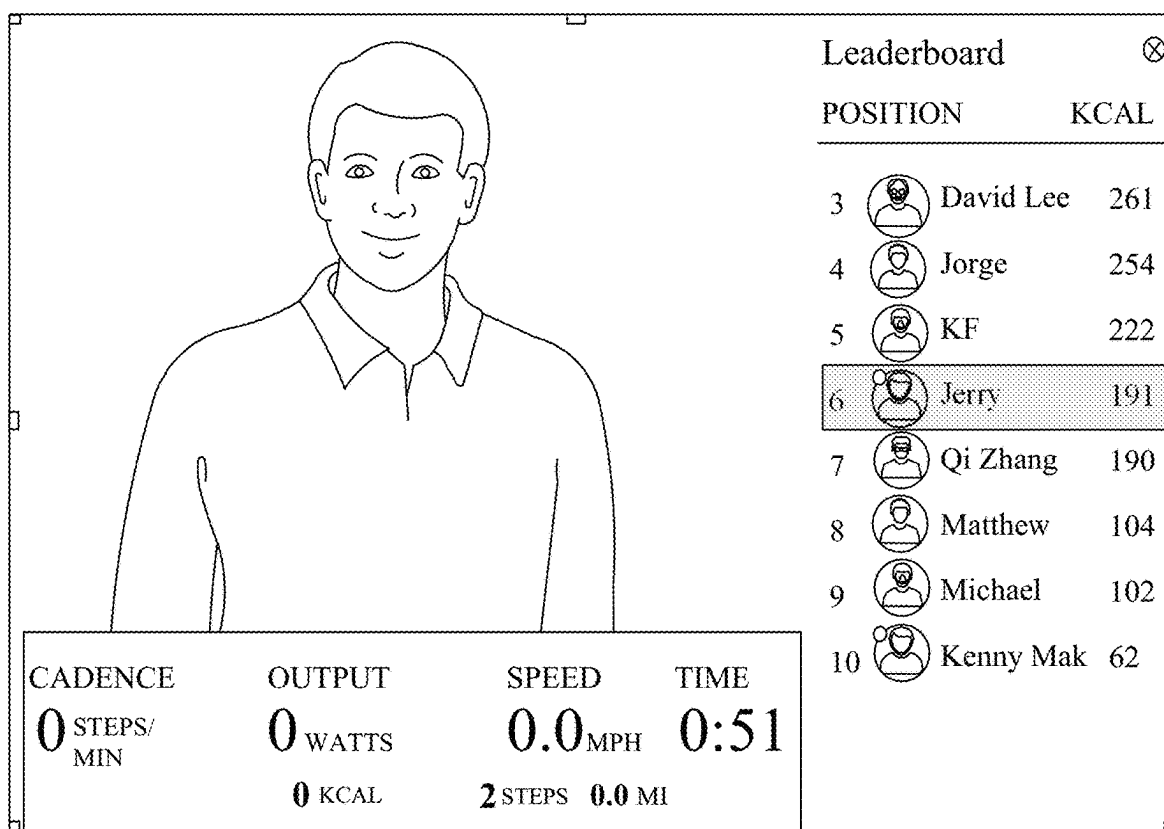 Leaderboard
POSITION KCAL
3 David Lee 261
4 Jorge 254
5 KF 222
6 Jerry 191
7 Qi Zhang 190
8 Matthew 104
9 Michael 102
10 Kenny Mak 62
CADENCE OUTPUT SPEED TIME
0 STEPS/MIN 0 WATTS 0.0 MPH 0:51
0 KCAL 2 STEPS 0.0 MI